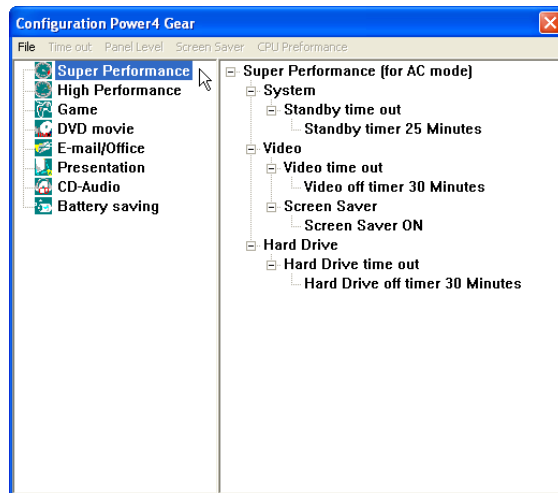 Configuration Power4 Gear
File Time out Panel Level Screen Saver CPU Preformance
Super Performance
High Performance
Game
DVD movie
E-mail/Office
Presentation
CD-Audio
Battery saving
Super Performance (for AC mode)
System
Standby time out
Standby timer 25 Minutes
Video
Video time out
Video off timer 30 Minutes
Screen Saver
Screen Saver ON
Hard Drive
Hard Drive time out
Hard Drive off timer 30 Minutes